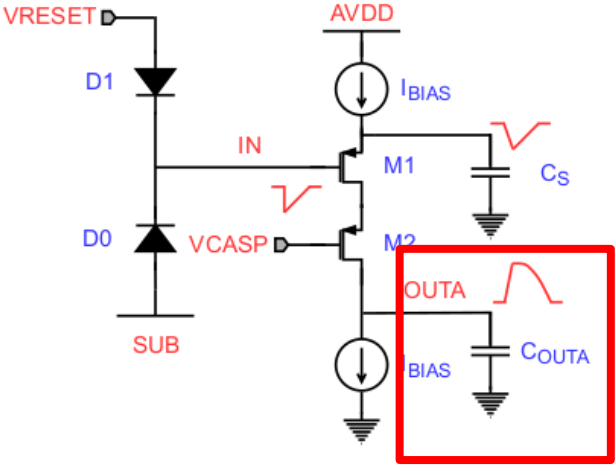 VRESET
AVDD
D1
IBIAS
IN
M1
CS
D0
VCASP
M2
OUTA
SUB
IBIAS
COUTA